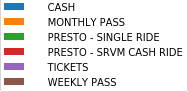 CASH
MONTHLY PASS
PRESTO - SINGLE RIDE
PRESTO - SRVM CASH RIDE
TICKETS
WEEKLY PASS